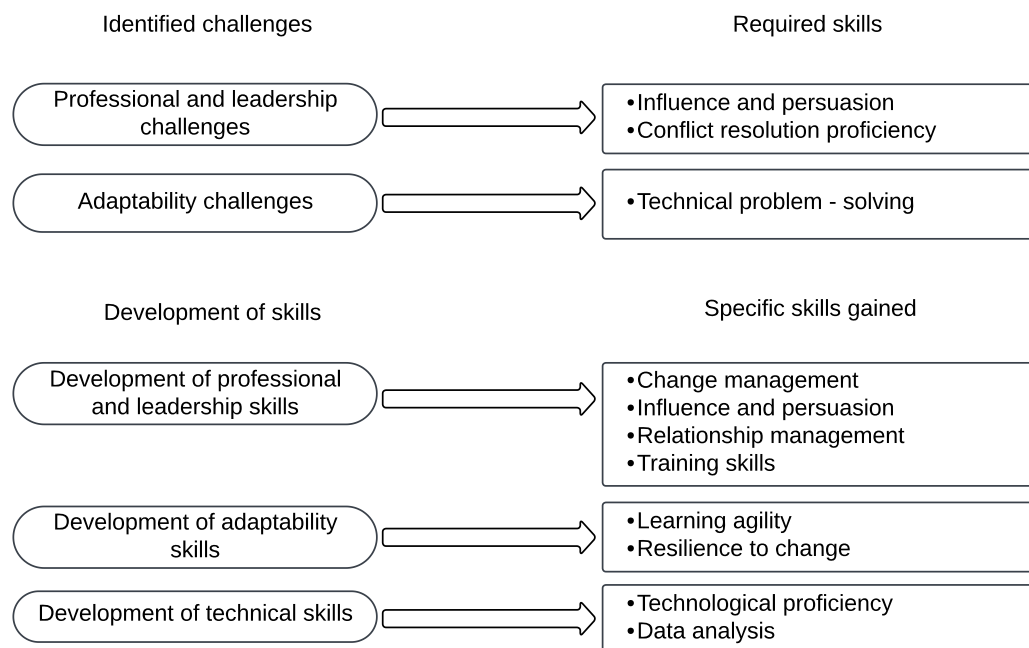 Identified challenges
Required skills
Professional and leadership
challenges
•Influence and persuasion
•Conflict resolution proficiency
Adaptability challenges
•Technical problem - solving
Development of skills
Specific skills gained
Development of professional
and leadership skills
•Change management
•Influence and persuasion
•Relationship management
•Training skills
Development of adaptability
skills
•Learning agility
•Resilience to change
Development of technical skills
•Technological proficiency
•Data analysis